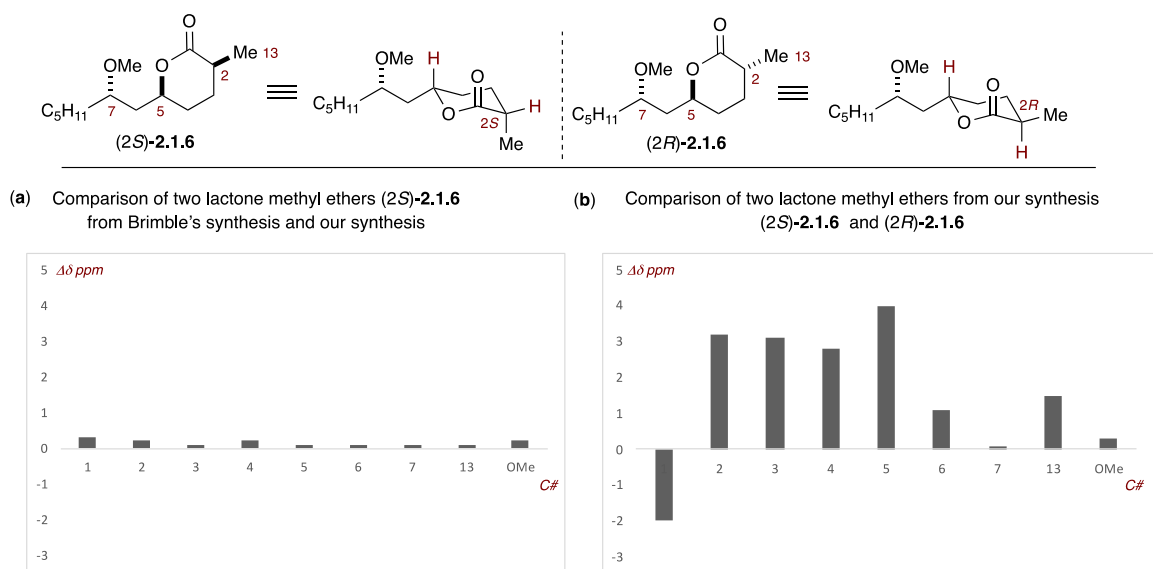 O
Me 13
OMe
O
2
C5H11
7
5
(2S)-2.1.6
OMe
H
O
C5H11
O
2S
H
Me
O
Me 13
OMe
O
2
C5H11
7
5
(2R)-2.1.6
OMe
H
O
2R
C5H11
O
Me
H
(a) Comparison of two lactone methyl ethers (2S)-2.1.6
from Brimble's synthesis and our synthesis
(b) Comparison of two lactone methyl ethers from our synthesis
(2S)-2.1.6 and (2R)-2.1.6
5 Δδ ppm
4
3
2
1
0
1 2 3 4 5 6 7 13 OMe
-1 C#
-2
-3
5 Δδ ppm
4
3
2
1
0
1 2 3 4 5 6 7 13 OMe
-1 C#
-2
-3